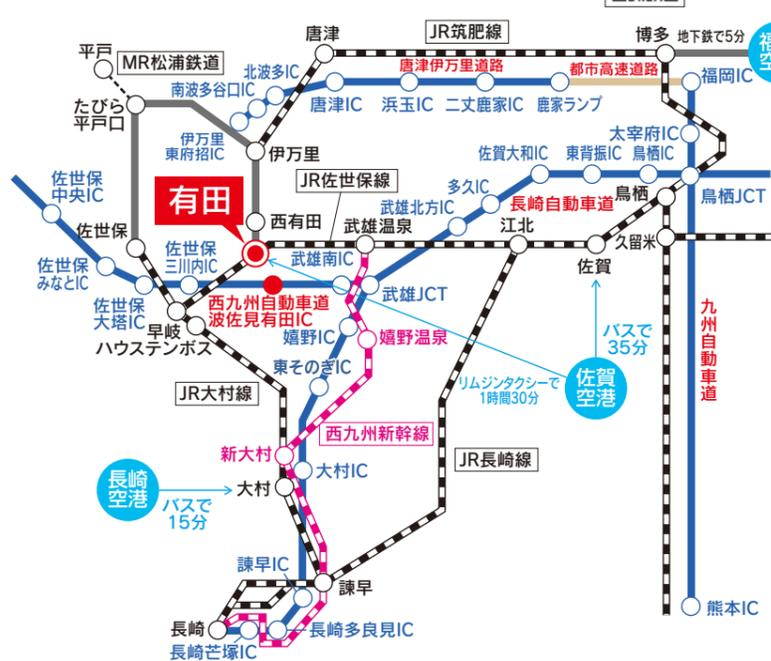 唐津
JR筑肥線
博多
地下鉄で5分
平戸
MR松浦鉄道
北波多IC
唐津伊万里道路
都市高速道路
福岡IC
南波多谷口IC
唐津IC
浜玉IC
二丈鹿家IC
鹿家ランプ
たびら
平戸口
伊万里
東府招IC
伊万里
太宰府IC
佐賀大和IC
東背振IC
鳥栖IC
佐世保
中央IC
JR佐世保線
多久IC
長崎自動車道
鳥栖
鳥栖JCT
有田
西有田
武雄北方IC
佐世保
武雄温泉
江北
久留米
佐世保
みなとIC
佐世保
三川内IC
武雄南IC
佐賀
佐世保
大塔IC
西九州自動車道
波佐見有田IC
武雄JCT
早岐
ハウステンボス
嬉野IC
嬉野温泉
バスで
35分
九州自動車道
東そのぎIC
リムジンタクシーで
1時間30分
佐賀
空港
JR大村線
西九州新幹線
新大村
JR長崎線
大村IC
長崎
空港
バスで
15分
大村
諫早IC
諫早
長崎
長崎多良見IC
長崎芒塚IC
熊本IC